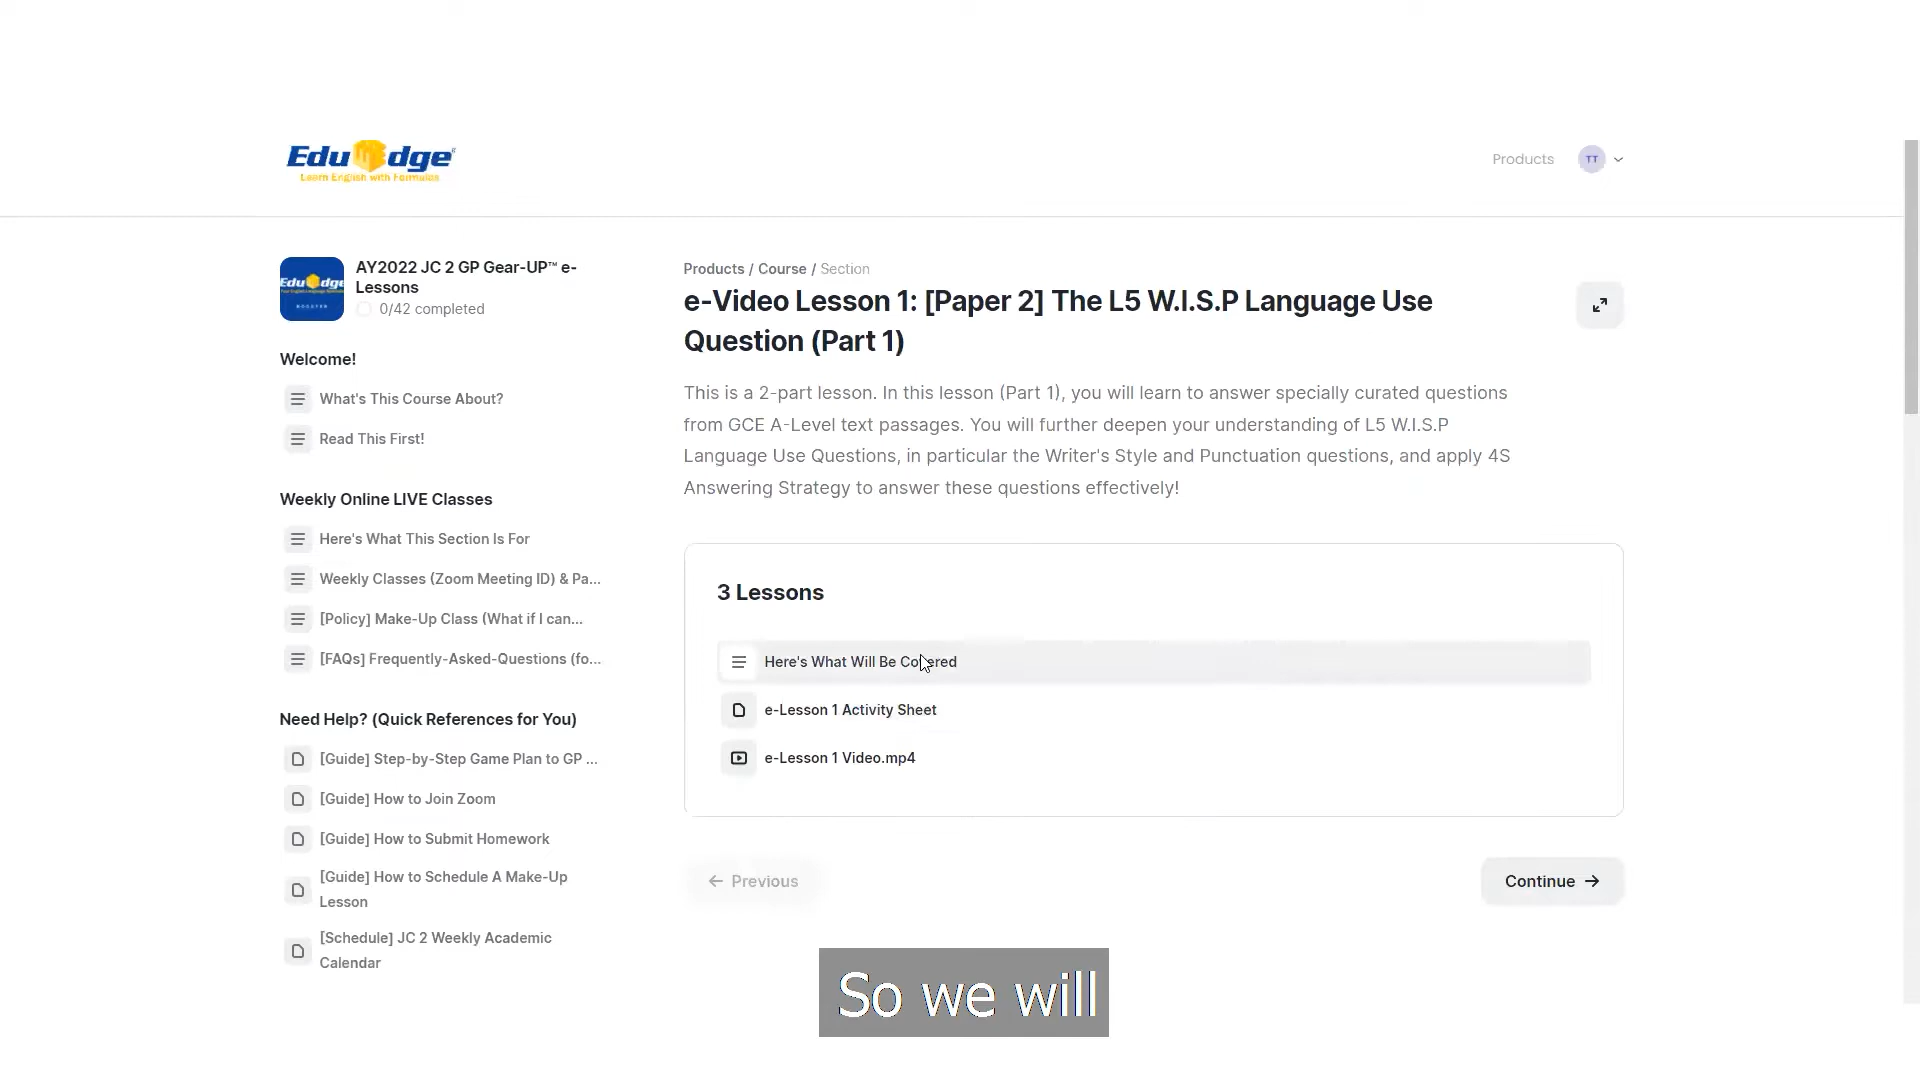 Edu dge
Learn English with Formulas
Products
TT
AY2022 JC 2 GP Gear-UP™ e-
Lessons
0/42 completed
Welcome!
What's This Course About?
Read This First!
Weekly Online LIVE Classes
Here's What This Section Is For
Weekly Classes (Zoom Meeting ID) & Pa...
[Policy] Make-Up Class (What if I can...
[FAQs] Frequently-Asked-Questions (fo...
Need Help? (Quick References for You)
[Guide] Step-by-Step Game Plan to GP ...
[Guide] How to Join Zoom
[Guide] How to Submit Homework
[Guide] How to Schedule A Make-Up
Lesson
[Schedule] JC 2 Weekly Academic
Calendar
Products / Course / Section
e-Video Lesson 1: [Paper 2] The L5 W.I.S.P Language Use
Question (Part 1)
This is a 2-part lesson. In this lesson (Part 1), you will learn to answer specially curated questions
from GCE A-Level text passages. You will further deepen your understanding of L5 W.I.S.P
Language Use Questions, in particular the Writer's Style and Punctuation questions, and apply 4S
Answering Strategy to answer these questions effectively!
3 Lessons
Here's What Will Be Covered
e-Lesson 1 Activity Sheet
e-Lesson 1 Video.mp4
← Previous
Continue →
So we will